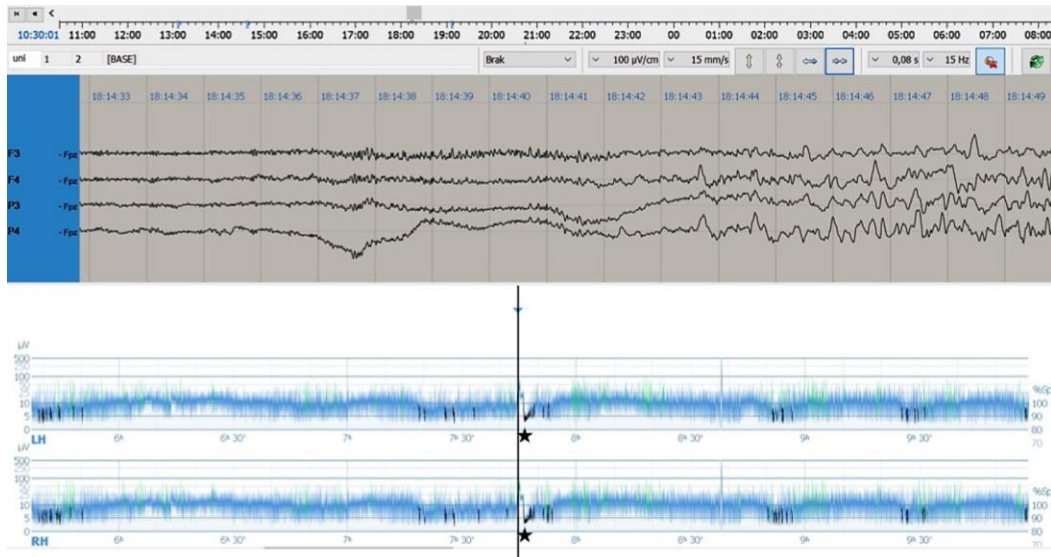 10:30:01 11:00 12:00 13:00 14:00 15:00 16:00 17:00 18:00 19:00 20:00 21:00 22:00 23:00 00 01:00 02:00 03:00 04:00 05:00 06:00 07:00 08:00
uni 1 2 [BASE] Brak 100 µV/cm 15 mm/s 0,08 s 15 Hz
18:14:33 18:14:34 18:14:35 18:14:36 18:14:37 18:14:38 18:14:39 18:14:40 18:14:41 18:14:42 18:14:43 18:14:44 18:14:45 18:14:46 18:14:47 18:14:48 18:14:49
F3 - Fpz
F4 - Fpz
P3 - Fpz
P4 - Fpz
µV
500
100
10 100
5 90
0 80
LH 6h 6h 30' 7h 7h 30' 8h 8h 30' 9h 9h 30' 70
µV
500
100
10 100
5 90
0 80
RH 6h 6h 30' 7h 7h 30' 8h 8h 30' 9h 9h 30' 70